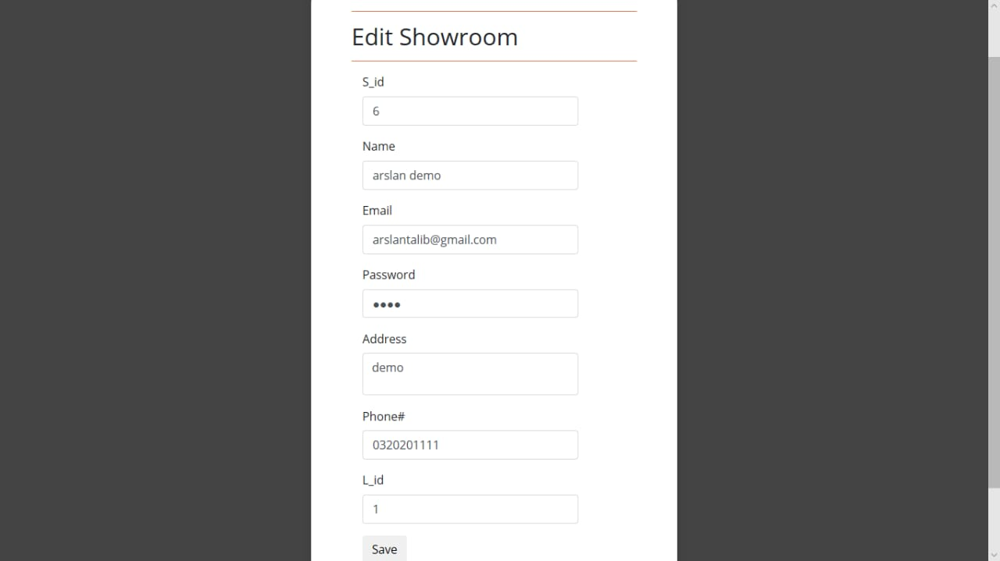 Edit Showroom
S_id
6
Name
arslan demo
Email
arslantalib@gmail.com
Password
●●●●
Address
demo
Phone#
0320201111
L_id
1
Save